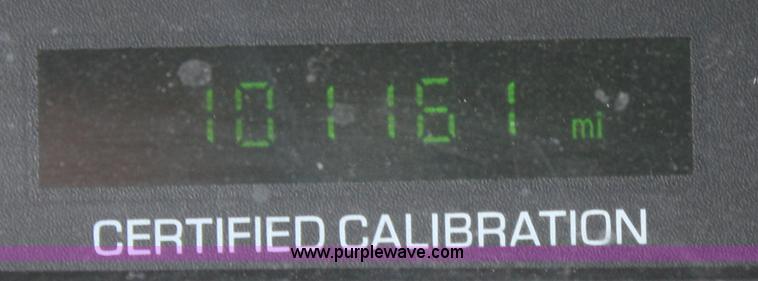 101161 mi
CERTIFIED CALIBRATION
www.purplewave.com